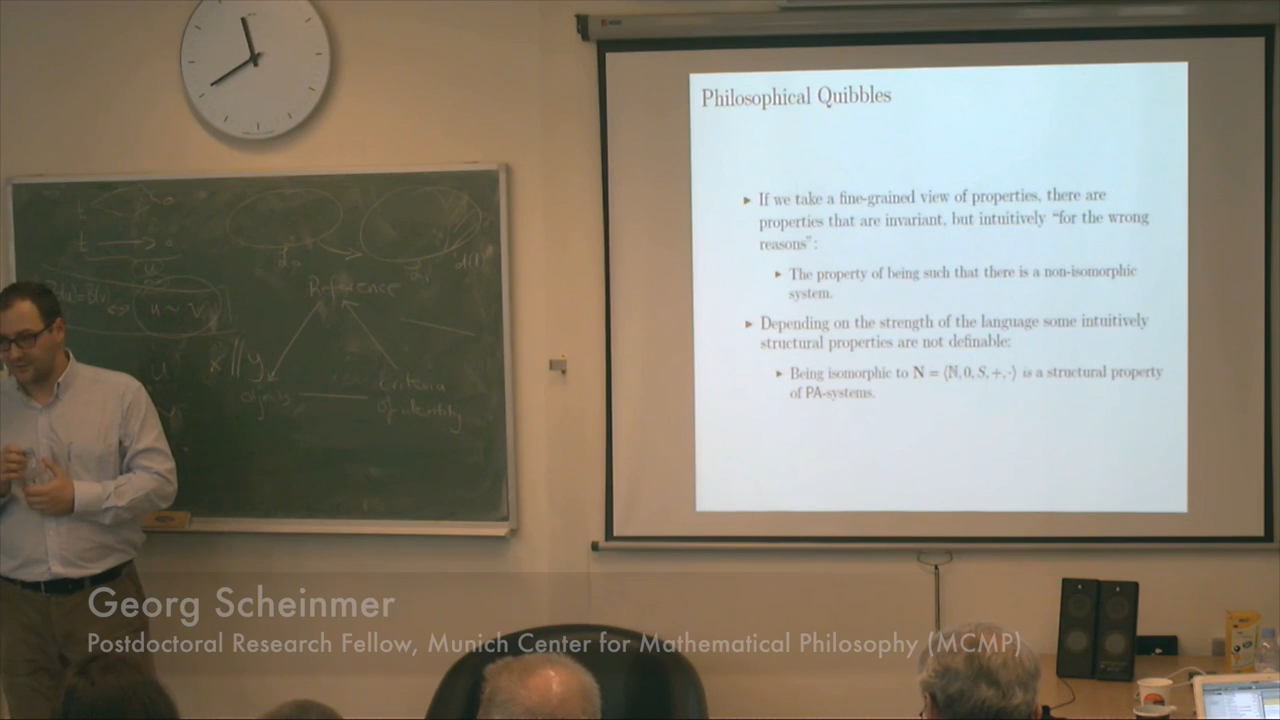 Philosophical Quibbles
▸ If we take a fine-grained view of properties, there are
properties that are invariant, but intuitively “for the wrong
reasons”:
▸ The property of being such that there is a non-isomorphic
system.
▸ Depending on the strength of the language some intuitively
structural properties are not definable:
▸ Being isomorphic to N = ⟨ℕ, 0, S, +, ·⟩ is a structural property
of PA-systems.
Reference
x // y
Criteria
of identity
u ~ v
Georg Scheinmer
Postdoctoral Research Fellow, Munich Center for Mathematical Philosophy (MCMP)